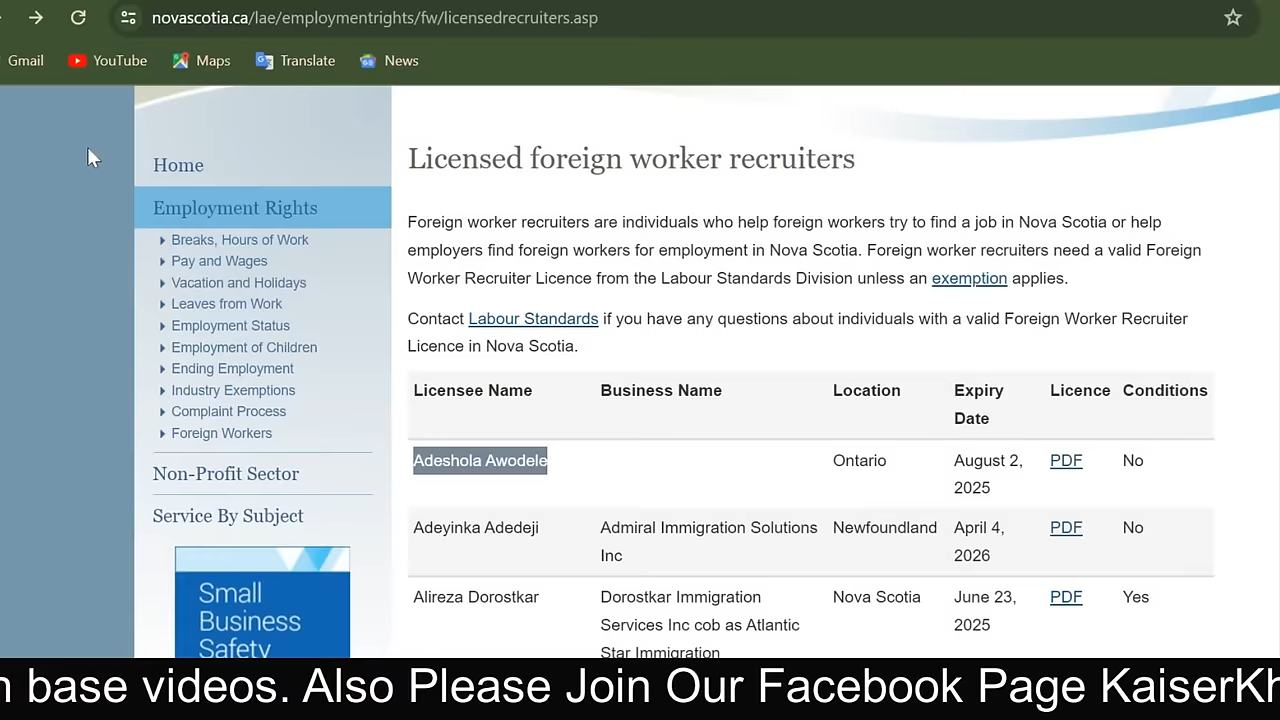 novascotia.ca/lae/employmentrights/fw/licensedrecruiters.asp
Gmail YouTube Maps Translate News
Home
Employment Rights
Breaks, Hours of Work
Pay and Wages
Vacation and Holidays
Leaves from Work
Employment Status
Employment of Children
Ending Employment
Industry Exemptions
Complaint Process
Foreign Workers
Non-Profit Sector
Service By Subject
Small
Business
Safety
Licensed foreign worker recruiters
Foreign worker recruiters are individuals who help foreign workers try to find a job in Nova Scotia or help
employers find foreign workers for employment in Nova Scotia. Foreign worker recruiters need a valid Foreign
Worker Recruiter Licence from the Labour Standards Division unless an exemption applies.
Contact Labour Standards if you have any questions about individuals with a valid Foreign Worker Recruiter
Licence in Nova Scotia.
Licensee Name Business Name Location Expiry Licence Conditions
Date
Adeshola Awodele Ontario August 2, PDF No
2025
Adeyinka Adedeji Admiral Immigration Solutions Newfoundland April 4, PDF No
Inc 2026
Alireza Dorostkar Dorostkar Immigration Nova Scotia June 23, PDF Yes
Services Inc cob as Atlantic 2025
Star Immigration
n base videos. Also Please Join Our Facebook Page KaiserKh